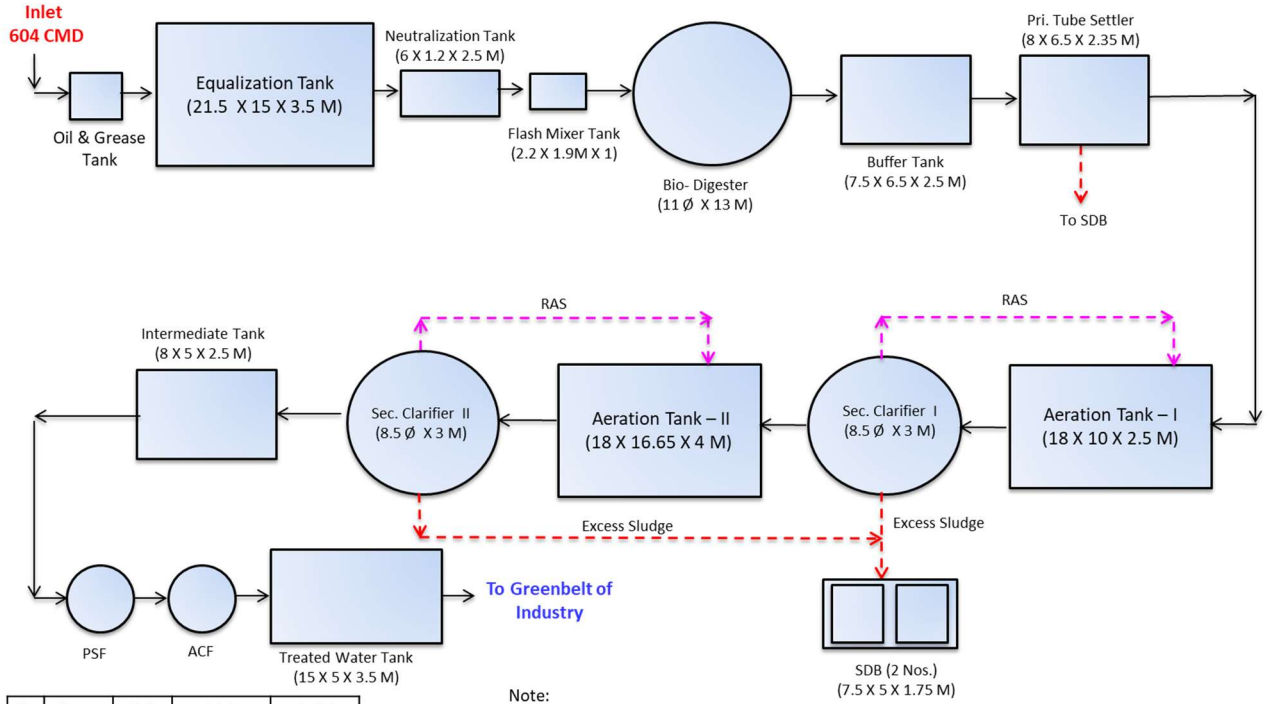 Inlet
604 CMD
Oil & Grease
Tank
Equalization Tank
(21.5 X 15 X 3.5 M)
Neutralization Tank
(6 X 1.2 X 2.5 M)
Flash Mixer Tank
(2.2 X 1.9M X 1)
Bio- Digester
(11 Ø X 13 M)
Buffer Tank
(7.5 X 6.5 X 2.5 M)
Pri. Tube Settler
(8 X 6.5 X 2.35 M)
To SDB
RAS
Aeration Tank – I
(18 X 10 X 2.5 M)
Sec. Clarifier I
(8.5 Ø X 3 M)
RAS
Aeration Tank – II
(18 X 16.65 X 4 M)
Sec. Clarifier II
(8.5 Ø X 3 M)
Intermediate Tank
(8 X 5 X 2.5 M)
Excess Sludge
Excess Sludge
SDB (2 Nos.)
(7.5 X 5 X 1.75 M)
PSF
ACF
Treated Water Tank
(15 X 5 X 3.5 M)
To Greenbelt of
Industry
Note: